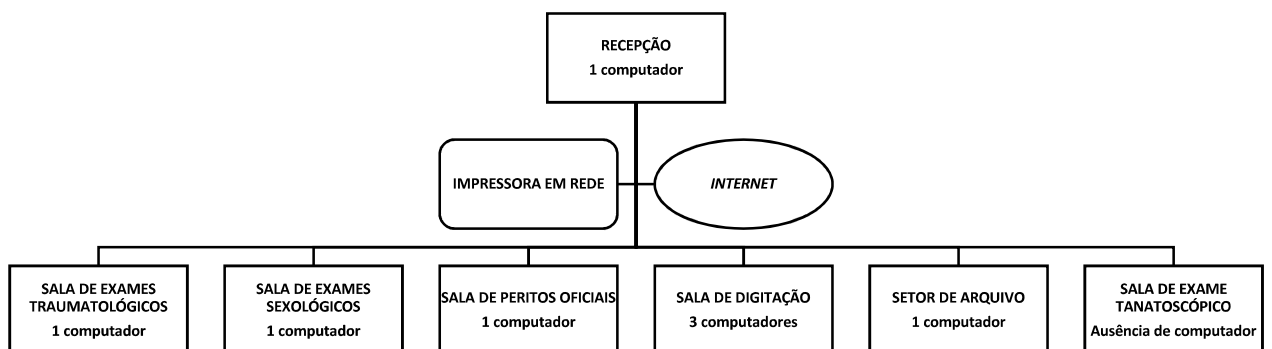 RECEPÇÃO
1 computador
IMPRESSORA EM REDE
INTERNET
SALA DE EXAMES
TRAUMATOLÓGICOS
1 computador
SALA DE EXAMES
SEXOLÓGICOS
1 computador
SALA DE PERITOS OFICIAIS
1 computador
SALA DE DIGITAÇÃO
3 computadores
SETOR DE ARQUIVO
1 computador
SALA DE EXAME
TANATOSCÓPICO
Ausência de computador